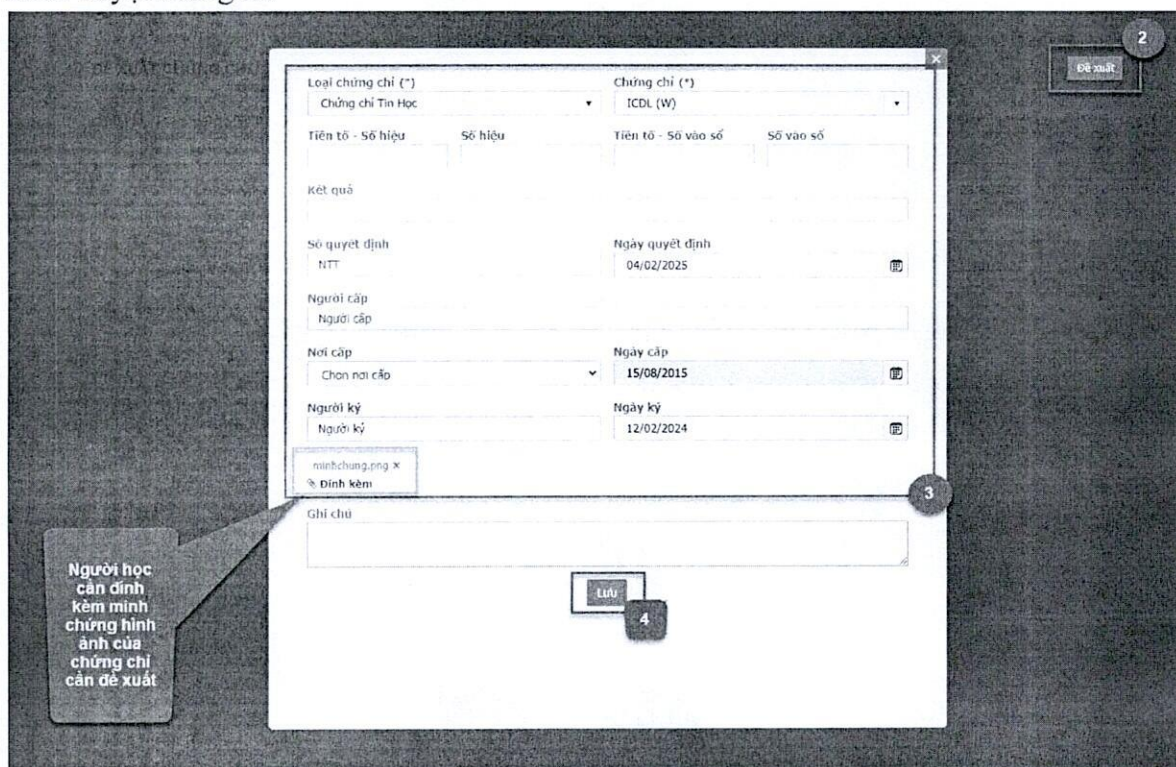 2
Đề xuất
Loại chứng chỉ (*) Chứng chỉ (*)
Chứng chỉ Tin Học ICDL (W)
Tiền tố - Số hiệu Số hiệu Tiền tố - Số vào sổ Số vào sổ
Kết quả
Số quyết định Ngày quyết định
NTT 04/02/2025
Người cấp
Người cấp
Nơi cấp Ngày cấp
Chọn nơi cấp 15/08/2015
Người ký Ngày ký
Người ký 12/02/2024
minhchung.png ×
Đính kèm
3
Ghi chú
Lưu
4
Người học
cần đính
kèm minh
chứng hình
ảnh của
chứng chỉ
cần đề xuất